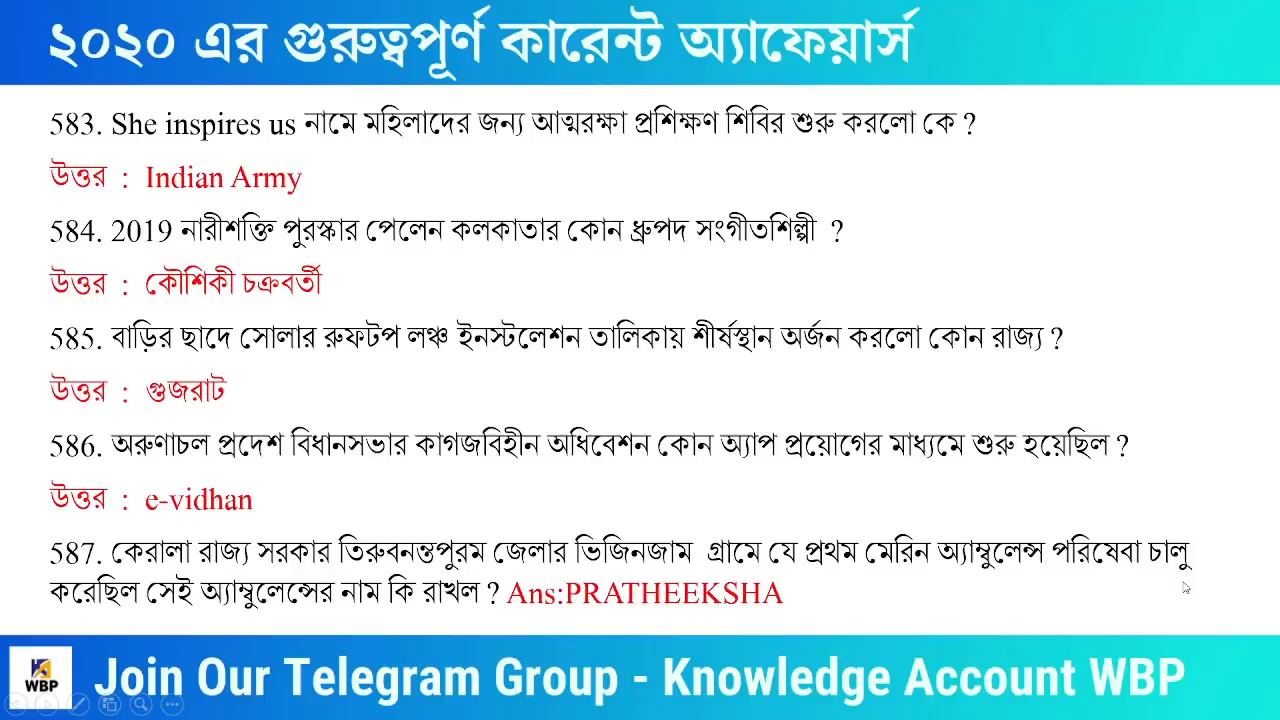 ২০২০ এর গুরুত্বপূর্ণ কারেন্ট অ্যাফেয়ার্স
583. She inspires us নামে মহিলাদের জন্য আত্মরক্ষা প্রশিক্ষণ শিবির শুরু করলো কে ?
উত্তর : Indian Army
584. 2019 নারীশক্তি পুরস্কার পেলেন কলকাতার কোন ধ্রুপদ সংগীতশিল্পী ?
উত্তর : কৌশিকী চক্রবর্তী
585. বাড়ির ছাদে সোলার রুফটপ লঞ্চ ইনস্টলেশন তালিকায় শীর্ষস্থান অর্জন করলো কোন রাজ্য ?
উত্তর : গুজরাট
586. অরুণাচল প্রদেশ বিধানসভার কাগজবিহীন অধিবেশন কোন অ্যাপ প্রয়োগের মাধ্যমে শুরু হয়েছিল ?
উত্তর : e-vidhan
587. কেরালা রাজ্য সরকার তিরুবনন্তপুরম জেলার ভিজিনজাম গ্রামে যে প্রথম মেরিন অ্যাম্বুলেন্স পরিষেবা চালু
করেছিল সেই অ্যাম্বুলেন্সের নাম কি রাখল ? Ans:PRATHEEKSHA
WBP
Join Our Telegram Group - Knowledge Account WBP